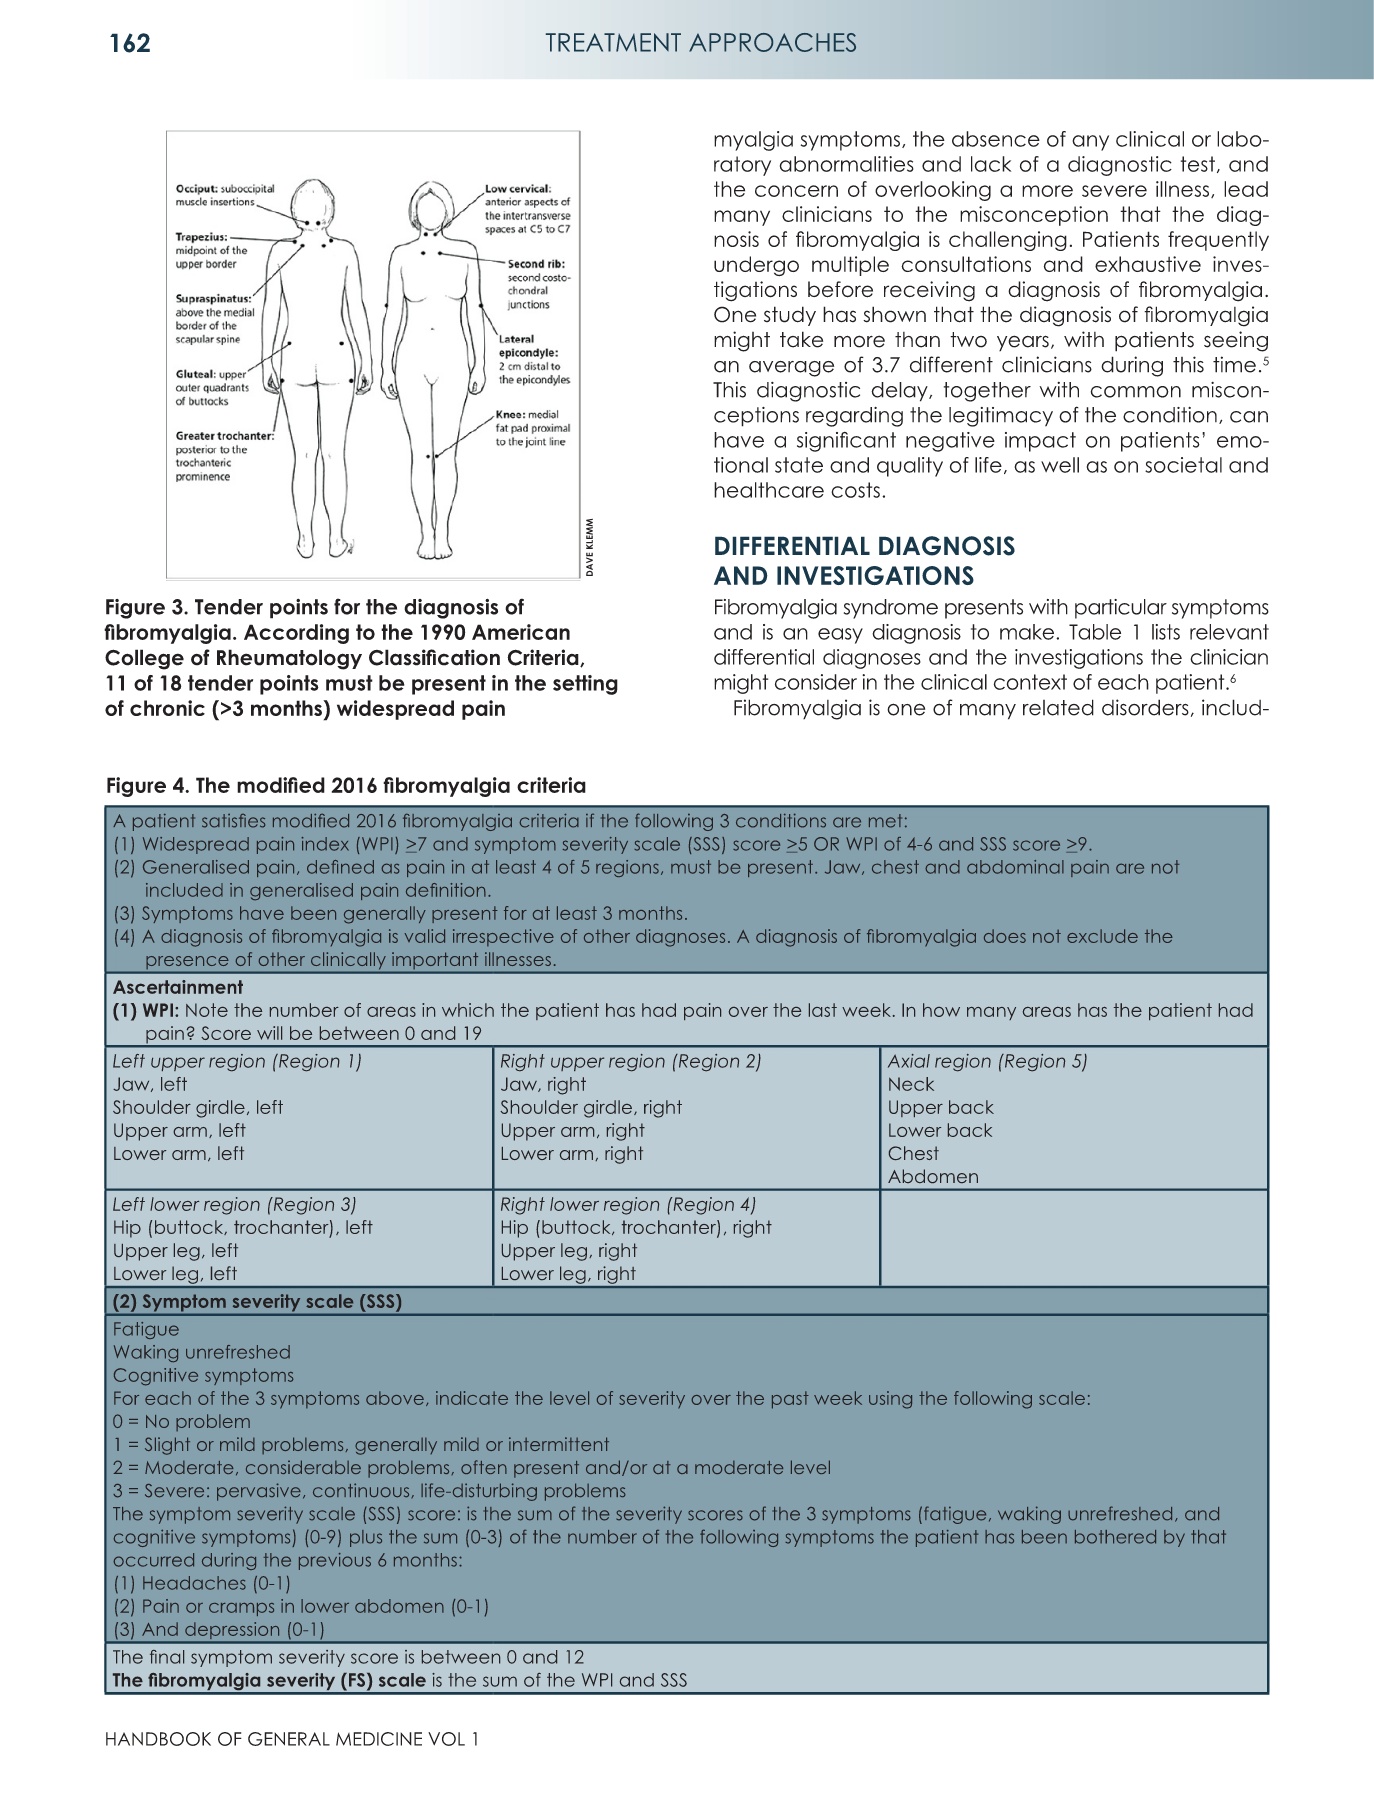 162
TREATMENT APPROACHES
Occiput: suboccipital
muscle insertions
Trapezius:
midpoint of the
upper border
Supraspinatus:
above the medial
border of the
scapular spine
Gluteal: upper
outer quadrants
of buttocks
Greater trochanter:
posterior to the
trochanteric
prominence
Low cervical:
anterior aspects of
the intertransverse
spaces at C5 to C7
Second rib:
second costo-
chondral
junctions
Lateral
epicondyle:
2 cm distal to
the epicondyles
Knee: medial
fat pad proximal
to the joint line
DAVE KLEMM
Figure 3. Tender points for the diagnosis of
fibromyalgia. According to the 1990 American
College of Rheumatology Classification Criteria,
11 of 18 tender points must be present in the setting
of chronic (>3 months) widespread pain
myalgia symptoms, the absence of any clinical or labo-
ratory abnormalities and lack of a diagnostic test, and
the concern of overlooking a more severe illness, lead
many clinicians to the misconception that the diag-
nosis of fibromyalgia is challenging. Patients frequently
undergo multiple consultations and exhaustive inves-
tigations before receiving a diagnosis of fibromyalgia.
One study has shown that the diagnosis of fibromyalgia
might take more than two years, with patients seeing
an average of 3.7 different clinicians during this time.⁵
This diagnostic delay, together with common miscon-
ceptions regarding the legitimacy of the condition, can
have a significant negative impact on patients' emo-
tional state and quality of life, as well as on societal and
healthcare costs.
DIFFERENTIAL DIAGNOSIS
AND INVESTIGATIONS
Fibromyalgia syndrome presents with particular symptoms
and is an easy diagnosis to make. Table 1 lists relevant
differential diagnoses and the investigations the clinician
might consider in the clinical context of each patient.⁶
Fibromyalgia is one of many related disorders, includ-
Figure 4. The modified 2016 fibromyalgia criteria
A patient satisfies modified 2016 fibromyalgia criteria if the following 3 conditions are met:
(1) Widespread pain index (WPI) ≥7 and symptom severity scale (SSS) score ≥5 OR WPI of 4-6 and SSS score ≥9.
(2) Generalised pain, defined as pain in at least 4 of 5 regions, must be present. Jaw, chest and abdominal pain are not
included in generalised pain definition.
(3) Symptoms have been generally present for at least 3 months.
(4) A diagnosis of fibromyalgia is valid irrespective of other diagnoses. A diagnosis of fibromyalgia does not exclude the
presence of other clinically important illnesses.
Ascertainment
(1) WPI: Note the number of areas in which the patient has had pain over the last week. In how many areas has the patient had
pain? Score will be between 0 and 19
Left upper region (Region 1)
Jaw, left
Shoulder girdle, left
Upper arm, left
Lower arm, left
Right upper region (Region 2)
Jaw, right
Shoulder girdle, right
Upper arm, right
Lower arm, right
Axial region (Region 5)
Neck
Upper back
Lower back
Chest
Abdomen
Left lower region (Region 3)
Hip (buttock, trochanter), left
Upper leg, left
Lower leg, left
Right lower region (Region 4)
Hip (buttock, trochanter), right
Upper leg, right
Lower leg, right
(2) Symptom severity scale (SSS)
Fatigue
Waking unrefreshed
Cognitive symptoms
For each of the 3 symptoms above, indicate the level of severity over the past week using the following scale:
0 = No problem
1 = Slight or mild problems, generally mild or intermittent
2 = Moderate, considerable problems, often present and/or at a moderate level
3 = Severe: pervasive, continuous, life-disturbing problems
The symptom severity scale (SSS) score: is the sum of the severity scores of the 3 symptoms (fatigue, waking unrefreshed, and
cognitive symptoms) (0-9) plus the sum (0-3) of the number of the following symptoms the patient has been bothered by that
occurred during the previous 6 months:
(1) Headaches (0-1)
(2) Pain or cramps in lower abdomen (0-1)
(3) And depression (0-1)
The final symptom severity score is between 0 and 12
The fibromyalgia severity (FS) scale is the sum of the WPI and SSS
HANDBOOK OF GENERAL MEDICINE VOL 1